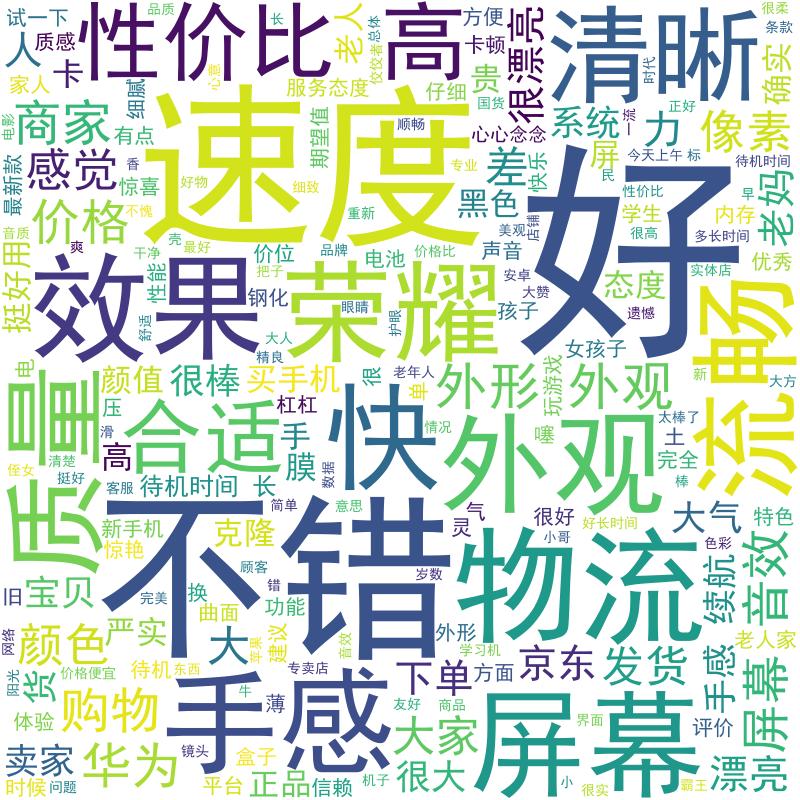 试一下
人
质感
卡
家人
电影
品质
性价比
长
心意
服务态度
高
总体
佼佼者
老人
方便
卡顿
贵
仔细
很漂亮
细腻
国货
清晰
很柔
条款
时代
确实
商家
有点
最新款
感觉
惊喜
香
好物
不愧
速度
期望值
顺畅
心心念念
专业
细致
重新
差
黑色
快乐
系统
力
一流
正好
屏
像素
今天上午
标
民
待机时间
老妈
价格
音质
爽
挺好用
效果
干净
壳
最好
性能
舒适
价位
把子
钢化
荣耀
品牌
电池
眼睛
护眼
价格比
声音
安卓
大赞
孩子
美观
店铺
好
性价比
学生
很高
态度
内存
早
多长时间
实体店
优秀
遗憾
女孩子
流畅
新
大方
质量
电
压
滑
颜值
很棒
大人
精良
买手机
杠杠
很
老年人
单
外形
玩游戏
外观
太棒了
土
完全
棒
侄女
清楚
挺好
合适
高
客服
待机时间
长
手
膜
数据
快
情况
外观
噻
新手机
惊艳
旧
宝贝
网络
不错
克隆
简单
意思
顾客
换
完美
曲面
功能
错
灵
气
岁数
很好
小哥
好长时间
大气
特色
色彩
续航
音效
物流
颜色
严实
货
阳光
价格便宜
待机
东西
大
苹果
建议
音效
外形
学习机
专卖店
下单
方面
京东
发货
手感
老人家
屏幕
体验
购物
牛
手感
薄
友好
商品
大家
屏幕
界面
评价
卖家
时候
问题
华为
镜头
平台
盒子
正品
信赖
机子
很大
小
很实
霸王
漂亮